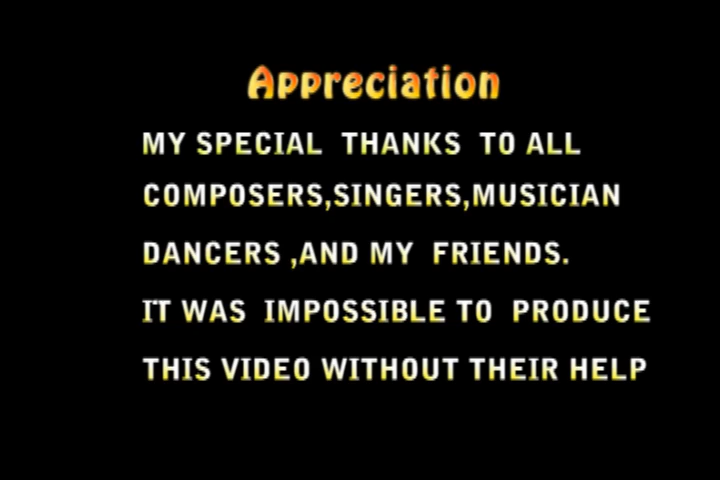 Appreciation
MY SPECIAL THANKS TO ALL
COMPOSERS,SINGERS,MUSICIAN
DANCERS ,AND MY FRIENDS.
IT WAS IMPOSSIBLE TO PRODUCE
THIS VIDEO WITHOUT THEIR HELP